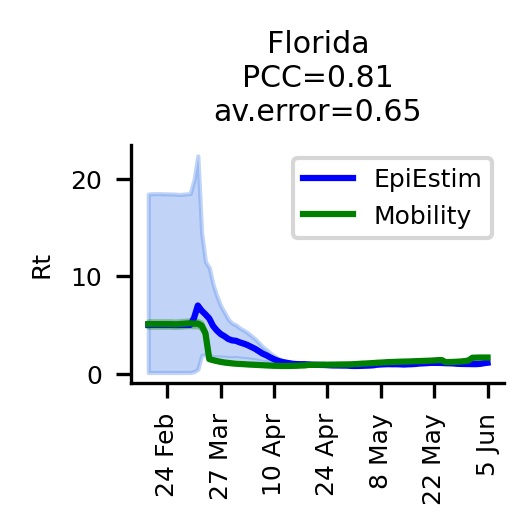 Florida
PCC=0.81
av.error=0.65
EpiEstim
Mobility
Rt
20
10
0
24 Feb
27 Mar
10 Apr
24 Apr
8 May
22 May
5 Jun